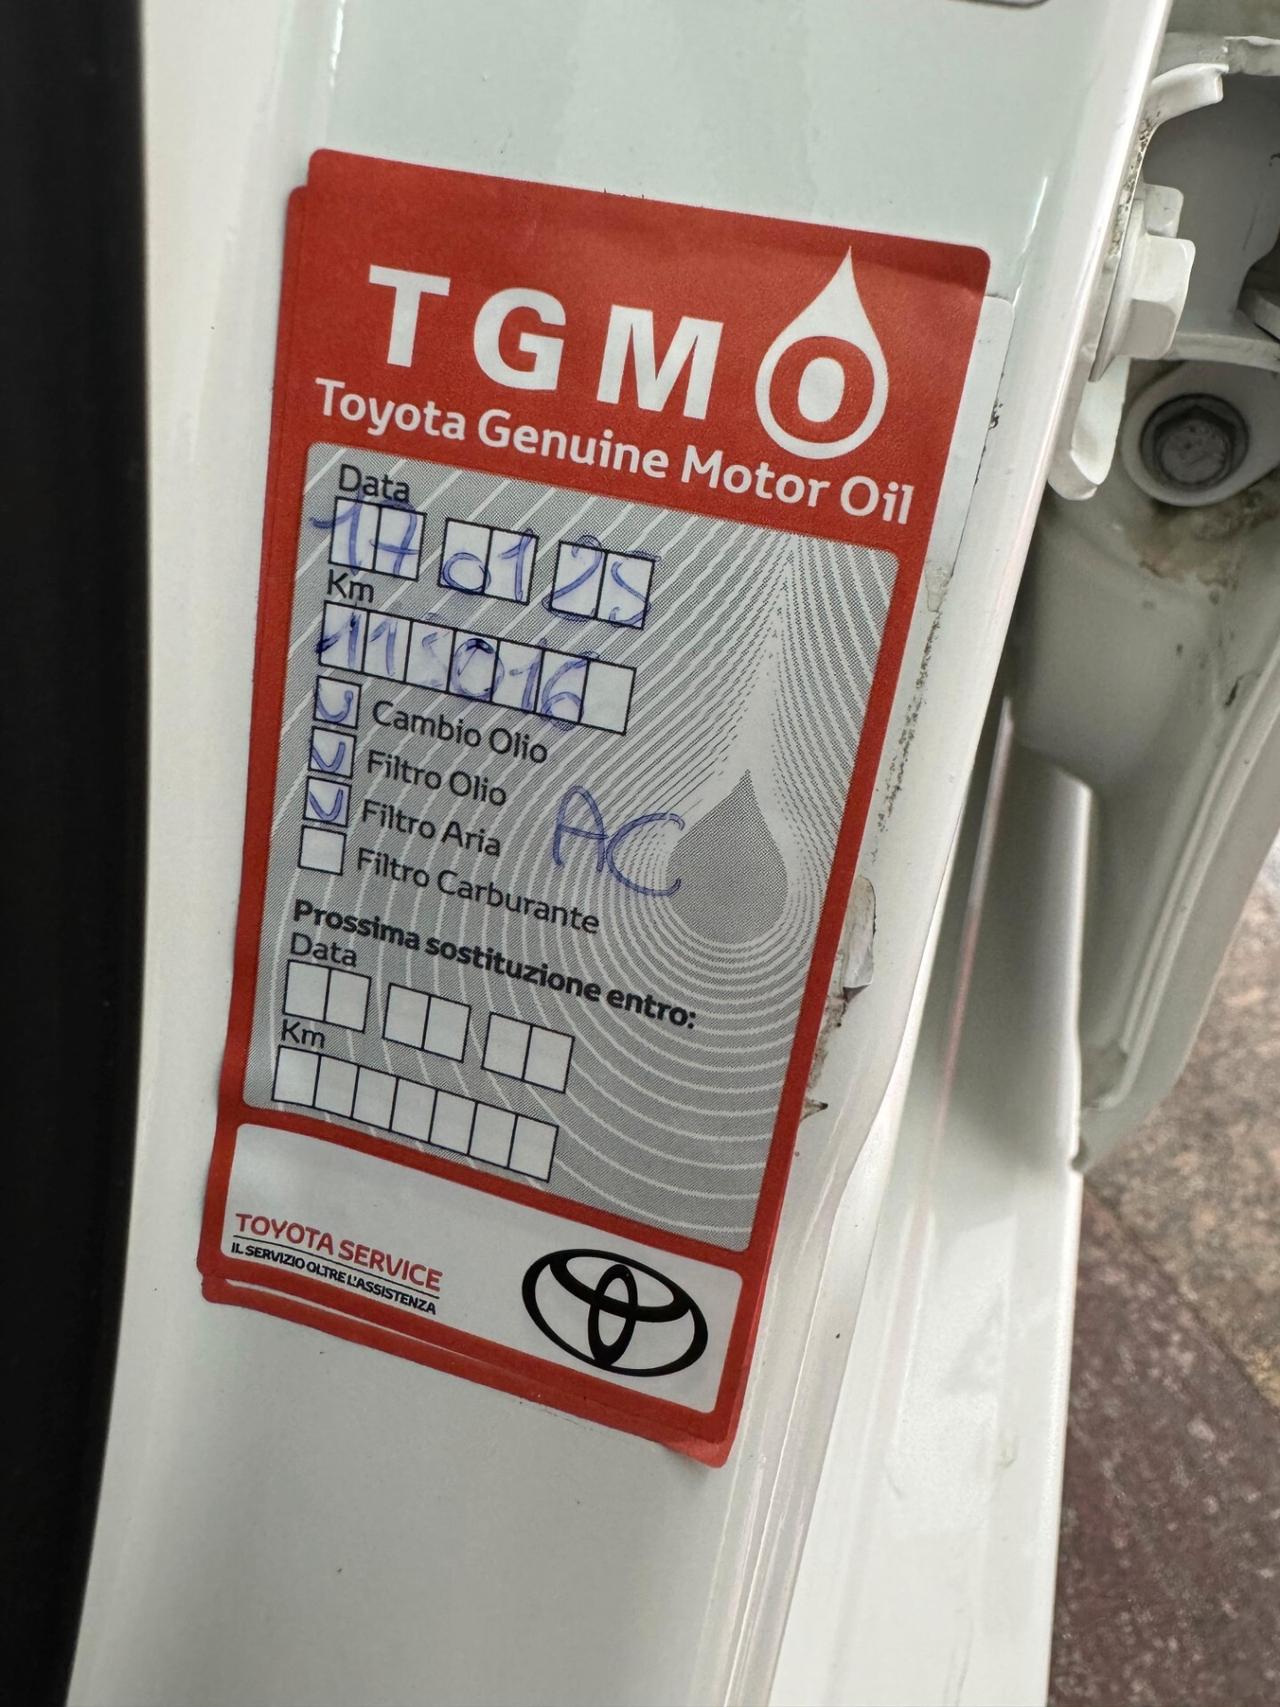 TGMO
Toyota Genuine Motor Oil
Data
17 01 25
Km
Cambio Olio
Filtro Olio
Filtro Aria
AC
Filtro Carburante
Prossima sostituzione entro:
Data
Km
TOYOTA SERVICE
IL SERVIZIO OLTRE L'ASSISTENZA